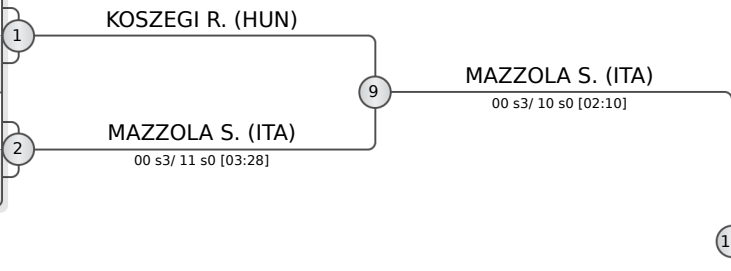 KOSZEGI R. (HUN)
1
MAZZOLA S. (ITA)
9
00 s3/ 10 s0 [02:10]
MAZZOLA S. (ITA)
2
00 s3/ 11 s0 [03:28]